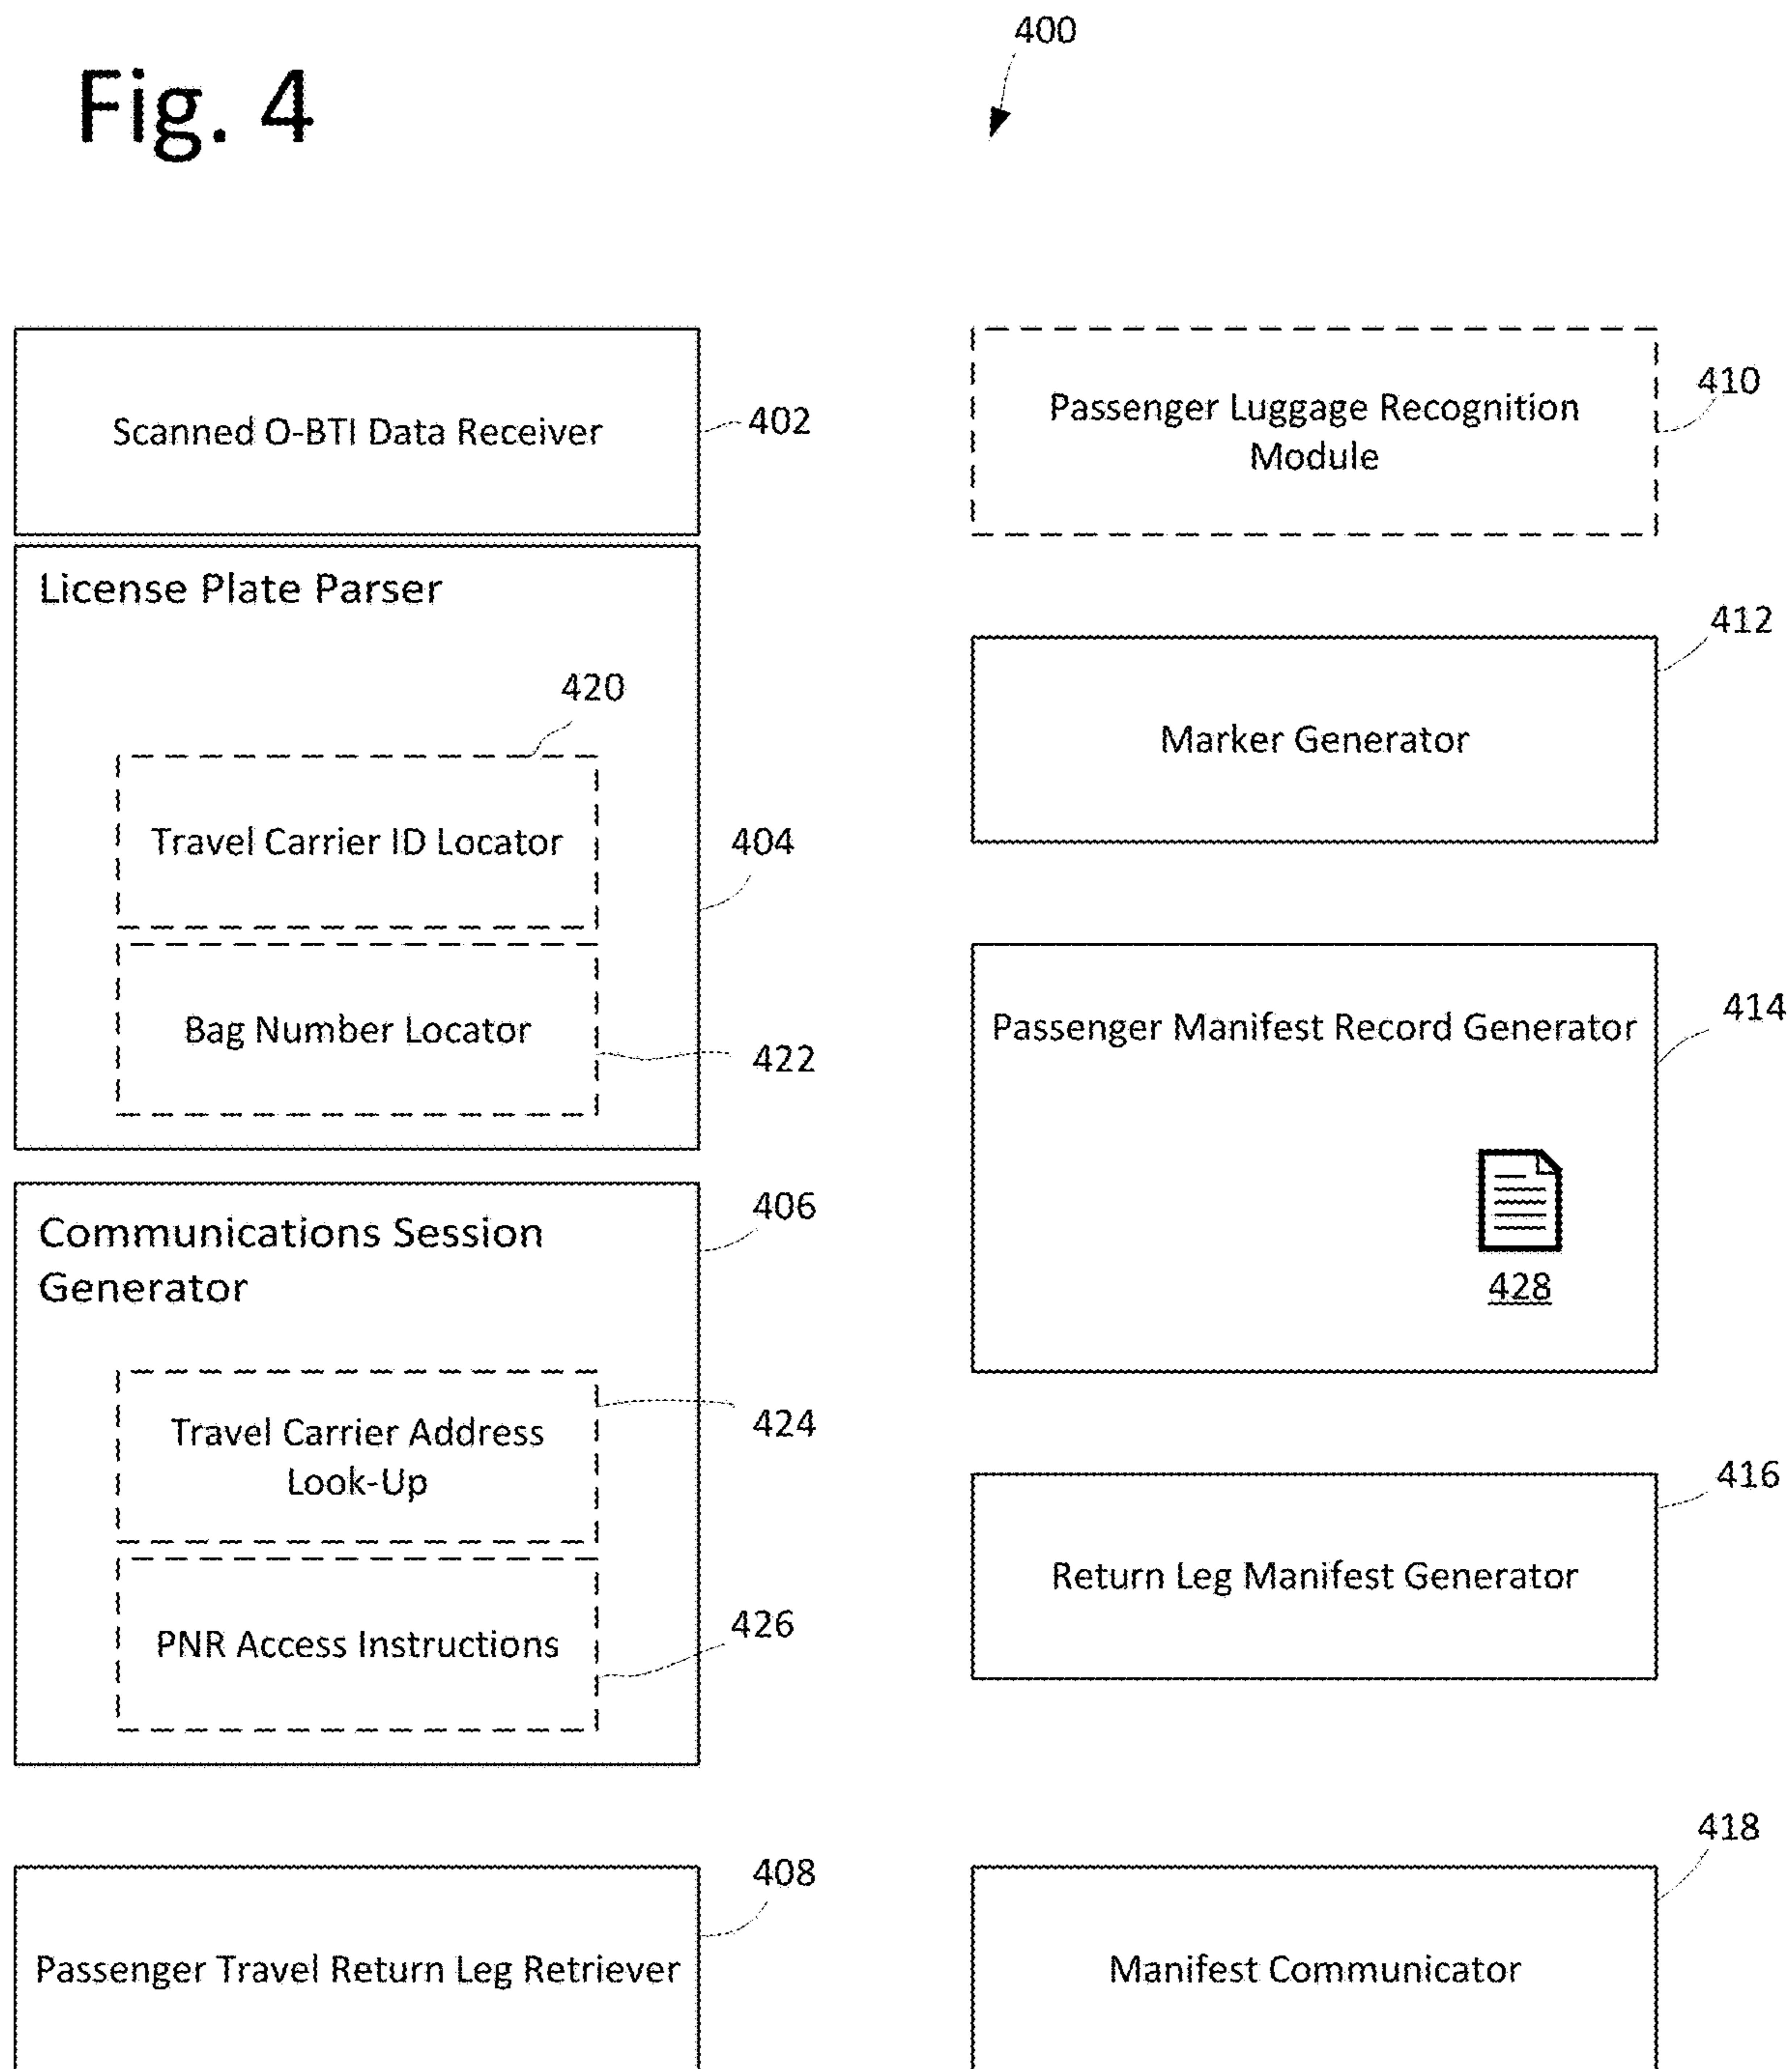 Fig. 4
400
Scanned O-BTI Data Receiver
402
License Plate Parser
420
Travel Carrier ID Locator
404
Bag Number Locator
422
Communications Session
Generator
406
Travel Carrier Address
Look-Up
424
PNR Access Instructions
426
Passenger Travel Return Leg Retriever
408
Passenger Luggage Recognition
Module
410
Marker Generator
412
Passenger Manifest Record Generator
414
428
Return Leg Manifest Generator
416
Manifest Communicator
418